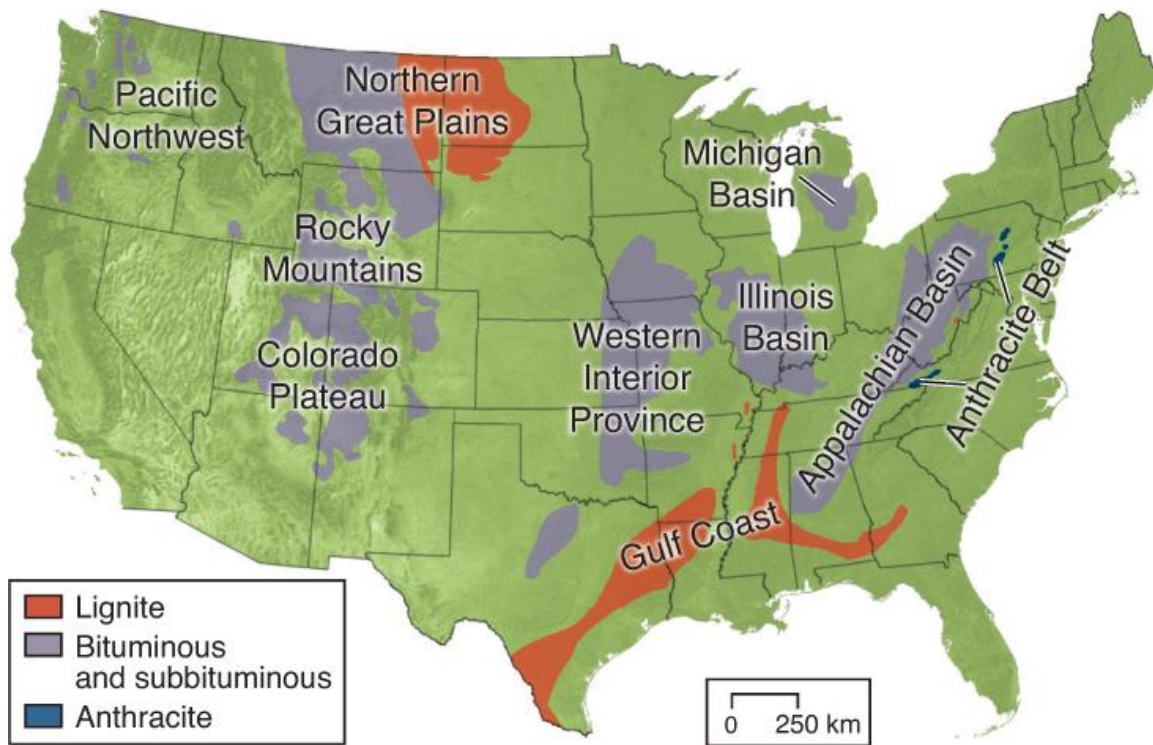 Pacific
Northwest
Northern
Great Plains
Michigan
Basin
Rocky
Mountains
Colorado
Plateau
Western
Interior
Province
Illinois
Basin
Appalachian Basin
Anthracite Belt
Gulf Coast
Lignite
Bituminous
and subbituminous
Anthracite
0 250 km